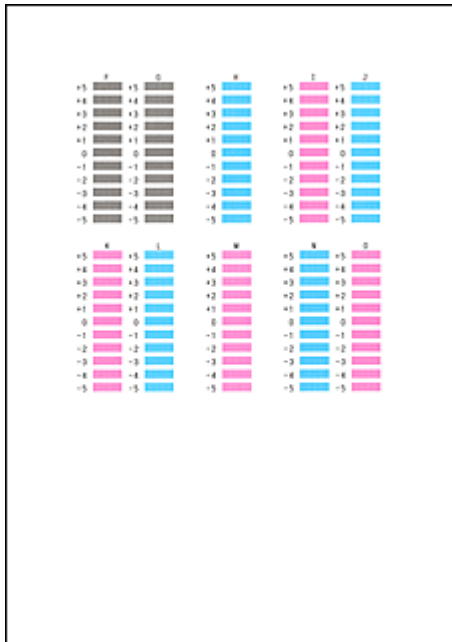 F G H I J
+5 +5 +5 +5 +5
+4 +4 +4 +4 +4
+3 +3 +3 +3 +3
+2 +2 +2 +2 +2
+1 +1 +1 +1 +1
0 0 0 0 0
-1 -1 -1 -1 -1
-2 -2 -2 -2 -2
-3 -3 -3 -3 -3
-4 -4 -4 -4 -4
-5 -5 -5 -5 -5
K L M N O
+5 +5 +5 +5 +5
+4 +4 +4 +4 +4
+3 +3 +3 +3 +3
+2 +2 +2 +2 +2
+1 +1 +1 +1 +1
0 0 0 0 0
-1 -1 -1 -1 -1
-2 -2 -2 -2 -2
-3 -3 -3 -3 -3
-4 -4 -4 -4 -4
-5 -5 -5 -5 -5